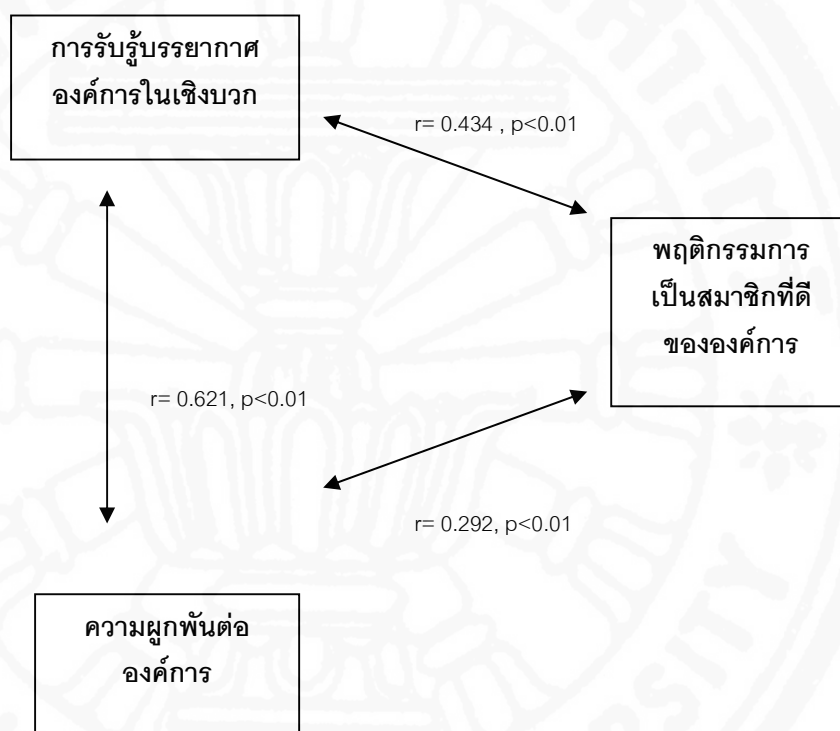 การรับรู้บรรยากาศ
องค์การในเชิงบวก
r= 0.434 , p<0.01
พฤติกรรมการ
เป็นสมาชิกที่ดี
ขององค์การ
r= 0.621, p<0.01
r= 0.292, p<0.01
ความผูกพันต่อ
องค์การ